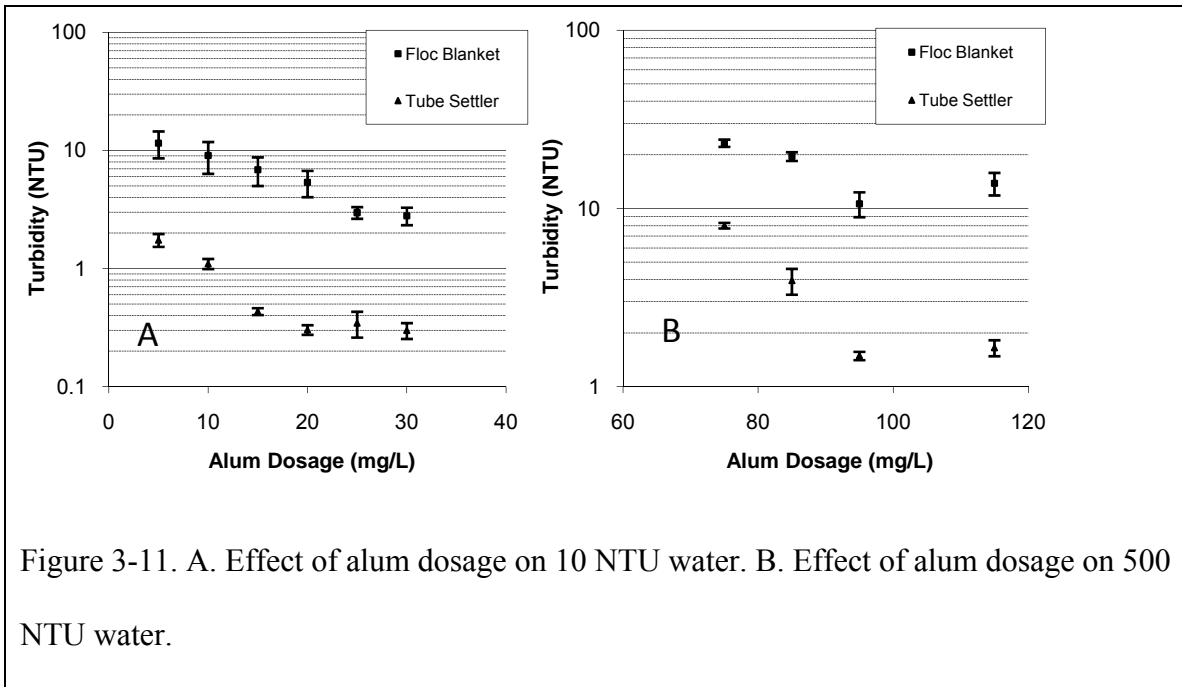 100
10
1
0.1
Turbidity (NTU)
Floc Blanket
Tube Settler
A
0 10 20 30 40
Alum Dosage (mg/L)
100
10
1
Turbidity (NTU)
Floc Blanket
Tube Settler
B
60 80 100 120
Alum Dosage (mg/L)
Figure 3-11. A. Effect of alum dosage on 10 NTU water. B. Effect of alum dosage on 500
NTU water.